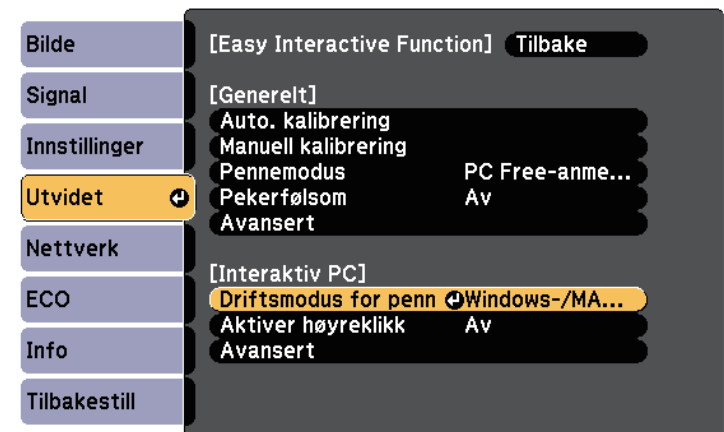 Bilde
Signal
Innstillinger
Utvidet
Nettverk
ECO
Info
Tilbakestill
[Easy Interactive Function] Tilbake
[Generelt]
Auto. kalibrering
Manuell kalibrering
Pennemodus PC Free-anme...
Pekerfølsom Av
Avansert
[Interaktiv PC]
Driftsmodus for penn Windows-/MA...
Aktiver høyreklikk Av
Avansert